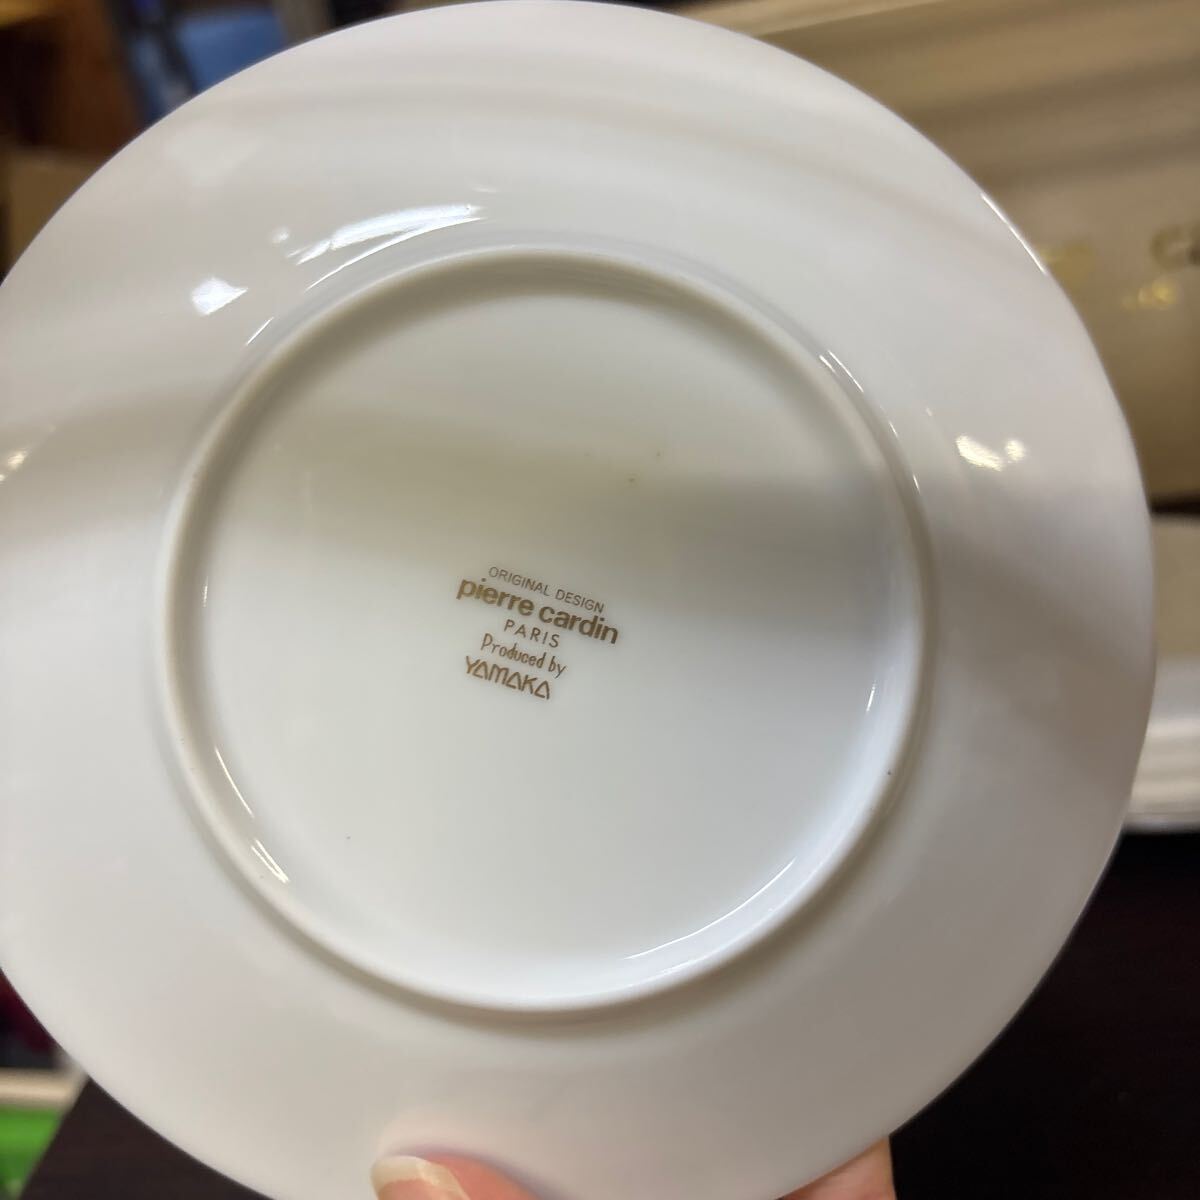 ORIGINAL DESIGN
pierre cardin
PARIS
Produced by
YAMAKA